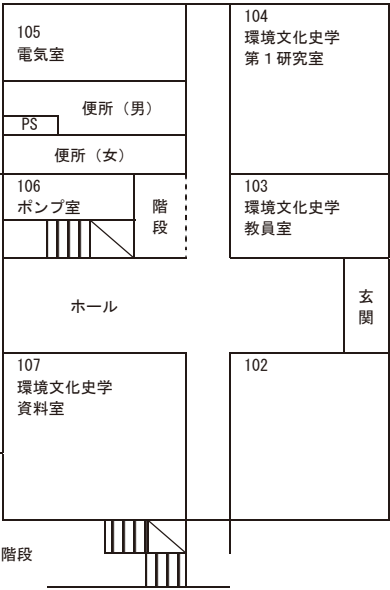 105
電気室
便所（男）
PS
便所（女）
106
ポンプ室
階
段
104
環境文化史学
第１研究室
103
環境文化史学
教員室
ホール
玄
関
107
環境文化史学
資料室
102
階段